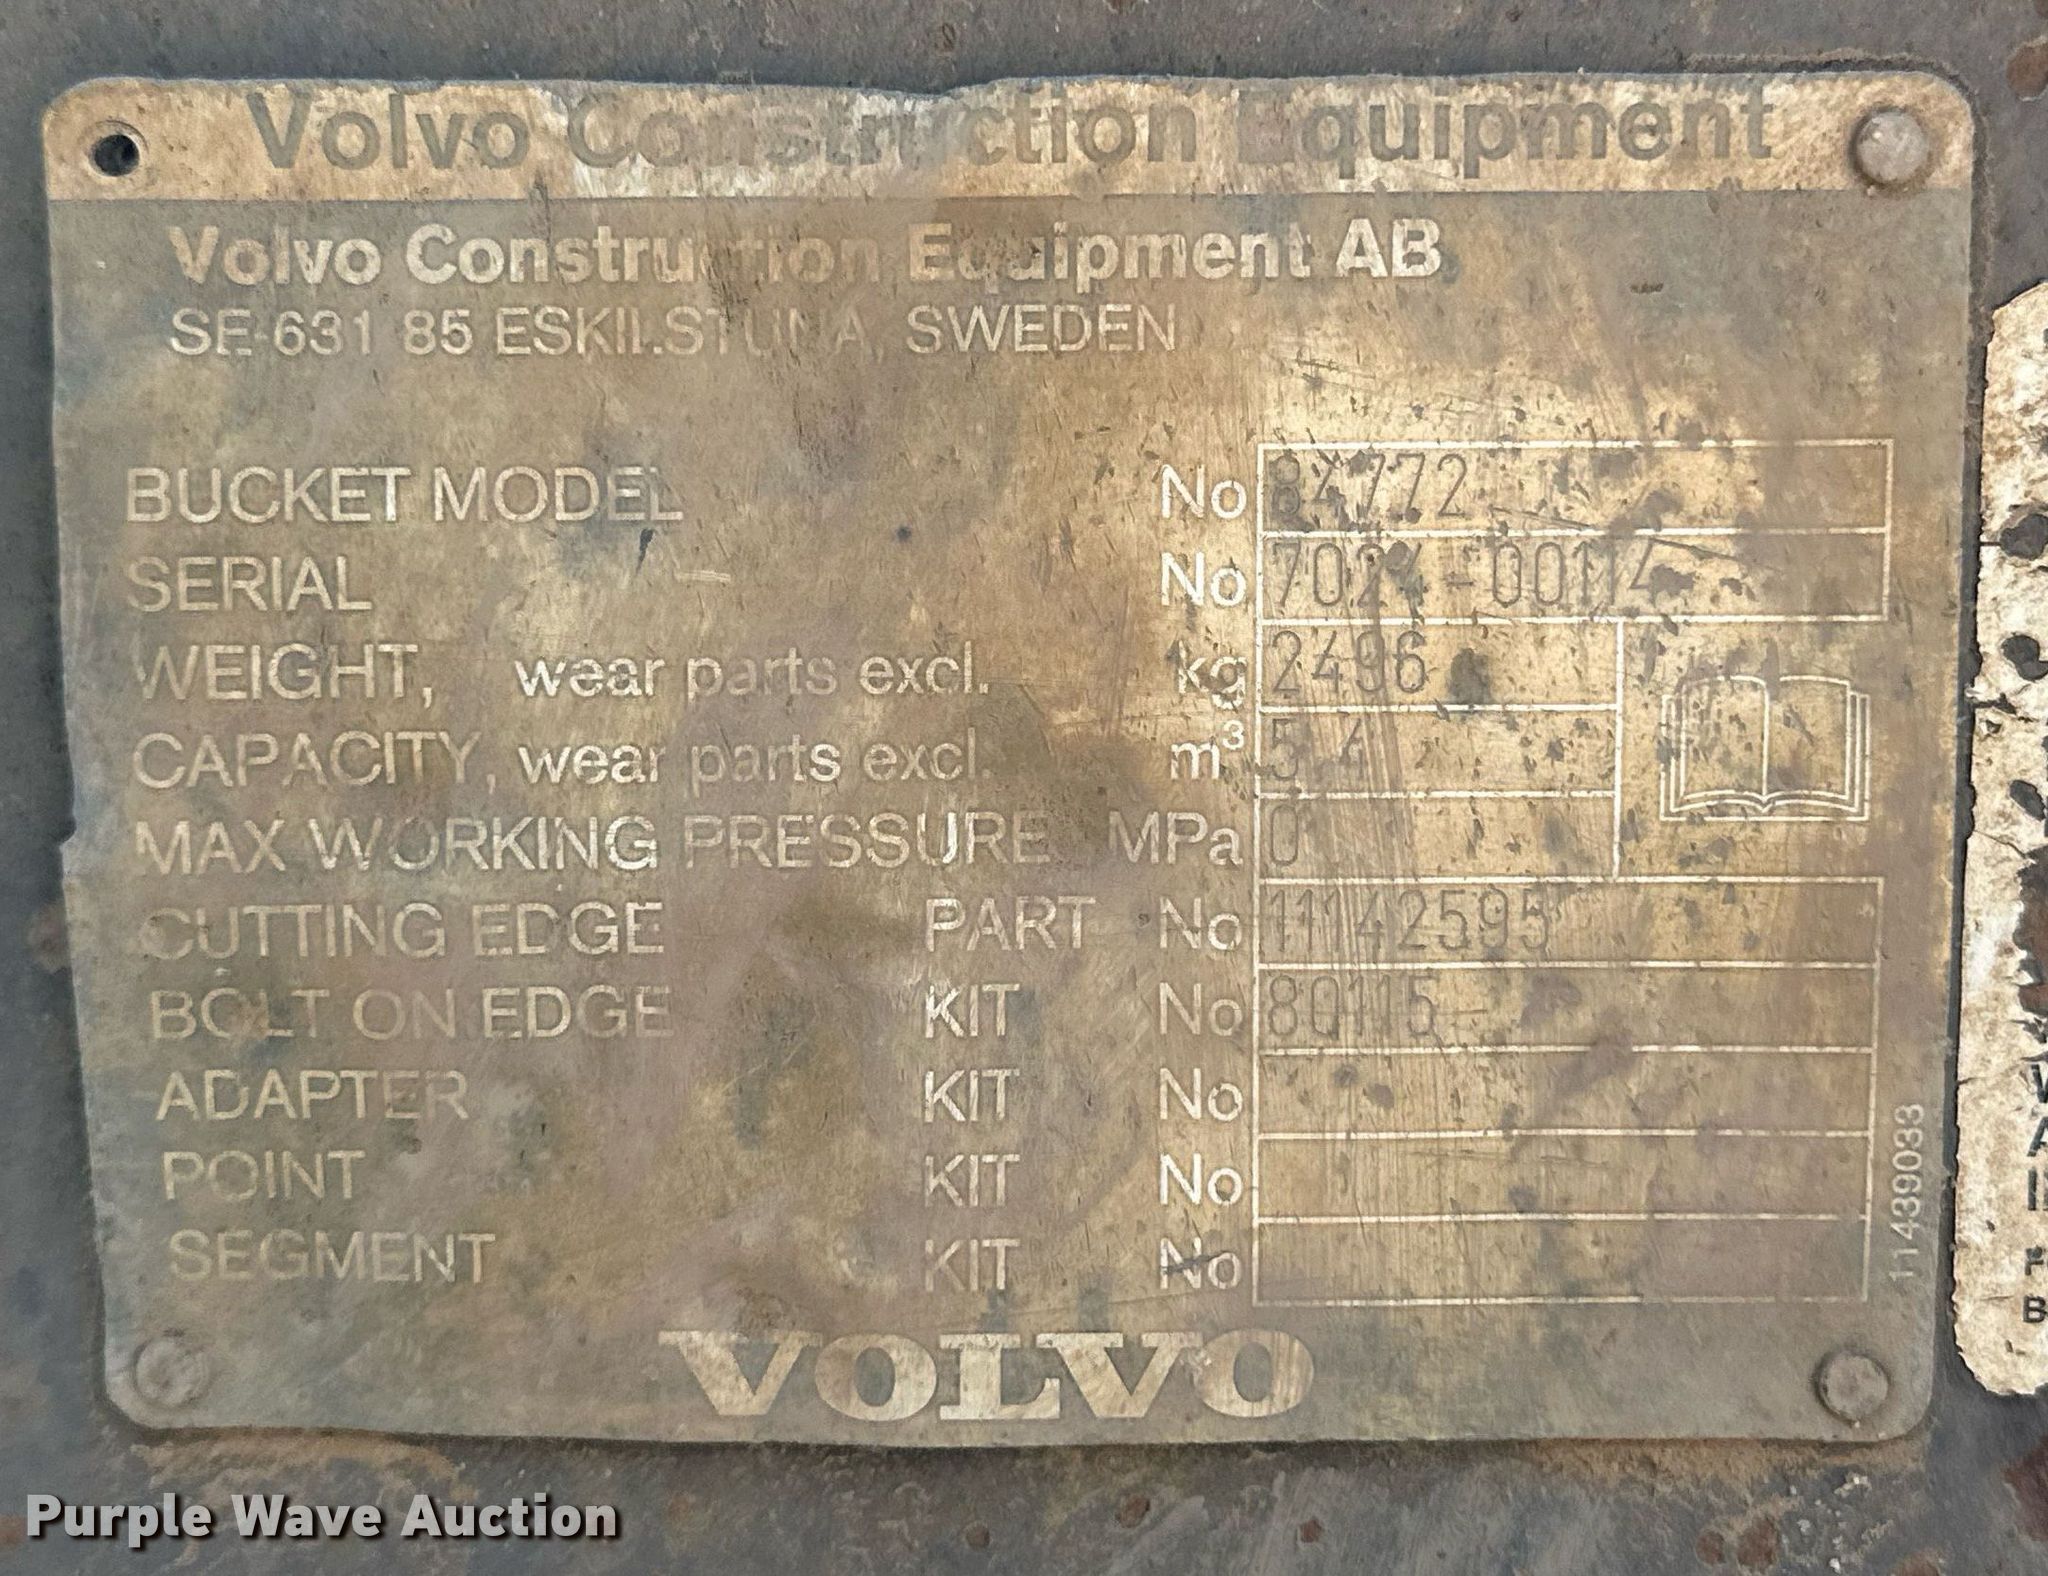 Volvo Construction Equipment
Volvo Construction Equipment AB
SE-631 85 ESKILSTUNA, SWEDEN
BUCKET MODEL No 84772
SERIAL No 7024-00114
WEIGHT, wear parts excl. kg 2496
CAPACITY, wear parts excl. m³ 5.4
MAX WORKING PRESSURE MPa 0
CUTTING EDGE PART No 11142595
BOLT ON EDGE KIT No 80115
ADAPTER KIT No
POINT KIT No
SEGMENT KIT No
11439033
VOLVO
Purple Wave Auction